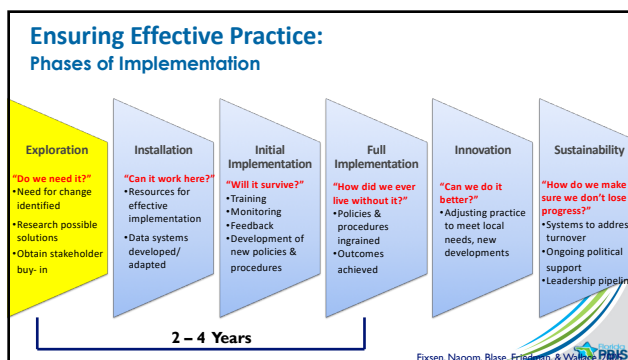 Ensuring Effective Practice:
Phases of Implementation
Exploration
"Do we need it?"
•Need for change
identified
•Research possible
solutions
•Obtain stakeholder
buy- in
Installation
"Can it work here?"
•Resources for
effective
implementation
•Data systems
developed/
adapted
Initial
Implementation
"Will it survive?"
•Training
•Monitoring
•Feedback
•Development of
new policies &
procedures
Full
Implementation
"How did we ever
live without it?"
•Policies &
procedures
ingrained
•Outcomes
achieved
Innovation
"Can we do it
better?"
•Adjusting practice
to meet local
needs, new
developments
Sustainability
"How do we make
sure we don't lose
progress?"
•Systems to address
turnover
•Ongoing political
support
•Leadership pipeline
2 – 4 Years
Fixsen, Naoom, Blase, Friedman, & Wallace,
Florida
PBIS